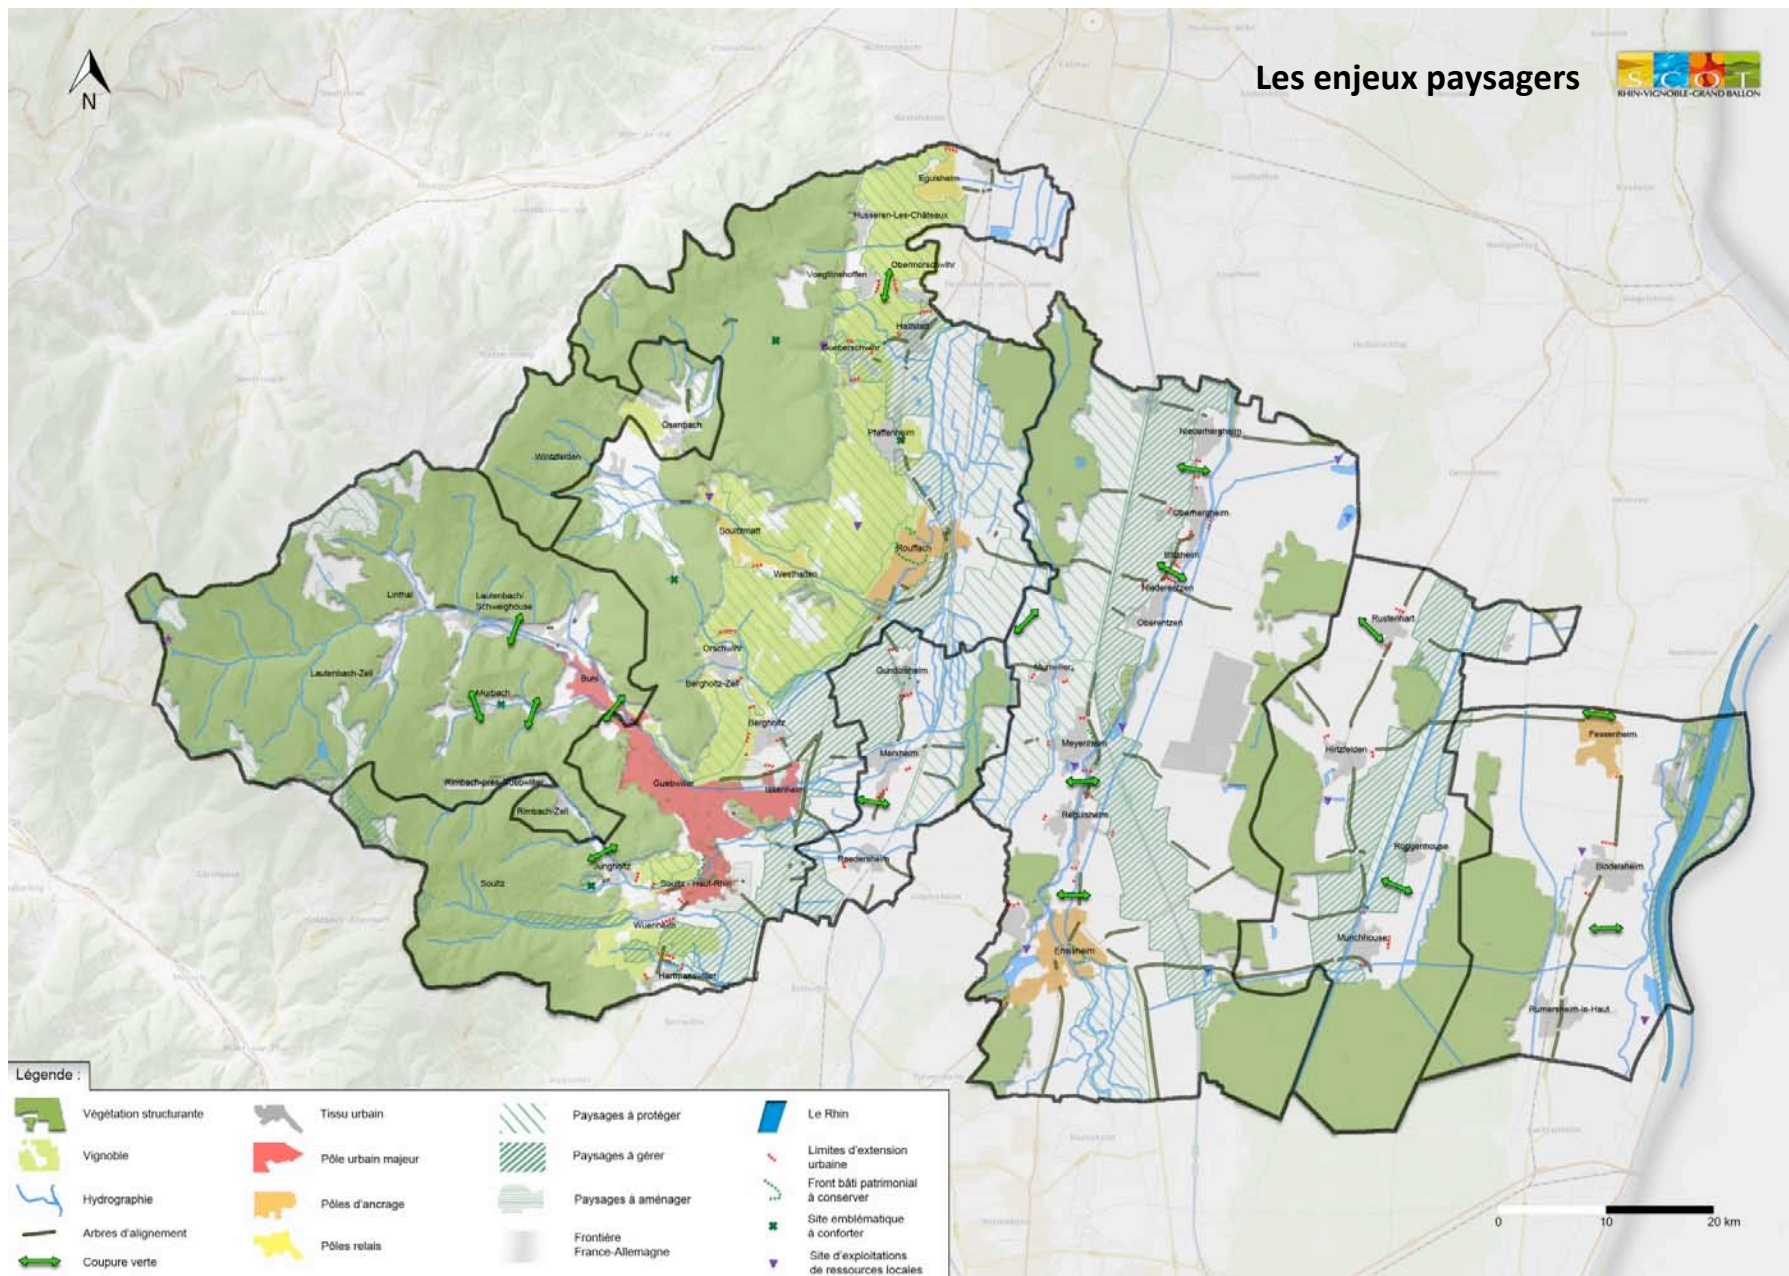 Les enjeux paysagers
SCOT
RHIN-VIGNOBLE-GRAND BALLON
N
Eguisheim
Husseren-Les-Châteaux
Obermorschwihr
Voegtlinshoffen
Hattstatt
Gueberschwihr
Osenbach
Pfaffenheim
Niederhergheim
Wintzfelden
Oberhergheim
Soultzmatt
Rouffach
Biltzheim
Westhalten
Niederentzen
Linthal
Lautenbach/
Schweighouse
Oberentzen
Rustenhart
Orschwihr
Lautenbach-Zell
Buhl
Bergholtz-Zell
Gundolsheim
Munwiller
Murbach
Bergholtz
Merxheim
Meyenheim
Hirtzfelden
Fessenheim
Rimbach-près-Guebwiller
Guebwiller
Issenheim
Rimbach-Zell
Reguisheim
Roggenhouse
Jungholtz
Raedersheim
Blodelsheim
Soultz
Soultz - Haut-Rhin
Wuenheim
Munchhouse
Ensisheim
Hartmanswiller
Rumersheim-le-Haut
Légende :
Végétation structurante
Vignoble
Hydrographie
Arbres d'alignement
Coupure verte
Tissu urbain
Pôle urbain majeur
Pôles d'ancrage
Pôles relais
Paysages à protéger
Paysages à gérer
Paysages à aménager
Frontière
France-Allemagne
Le Rhin
Limites d'extension
urbaine
Front bâti patrimonial
à conserver
Site emblématique
à conforter
Site d'exploitations
de ressources locales
0 10 20 km